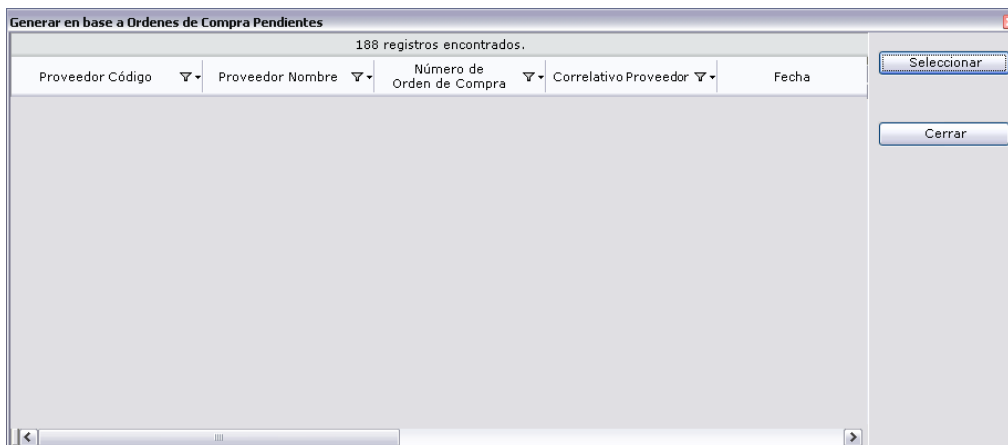 Generar en base a Ordenes de Compra Pendientes
188 registros encontrados.
Proveedor Código
Proveedor Nombre
Número de
Orden de Compra
Correlativo Proveedor
Fecha
Seleccionar
Cerrar